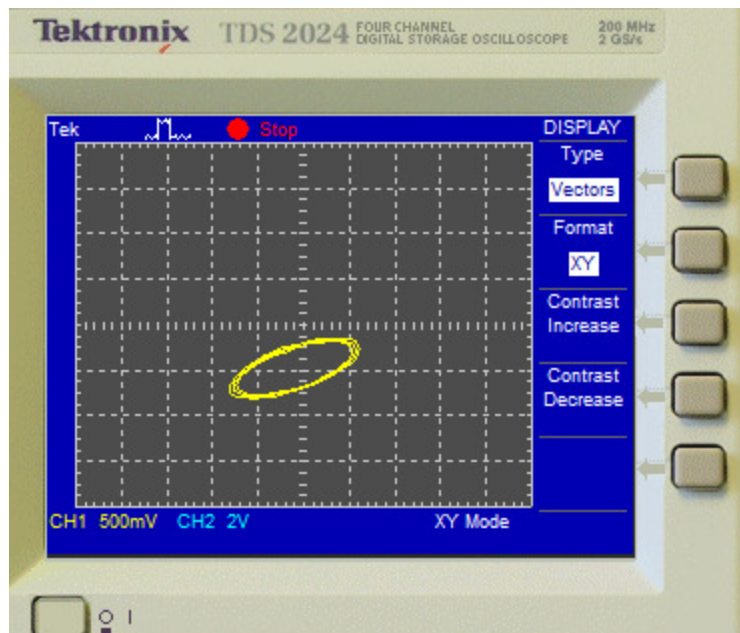 Tektronix TDS 2024 FOUR CHANNEL DIGITAL STORAGE OSCILLOSCOPE 200 MHz 2 GS/s
Tek Stop DISPLAY
Type
Vectors
Format
XY
Contrast Increase
Contrast Decrease
CH1 500mV CH2 2V XY Mode
O I